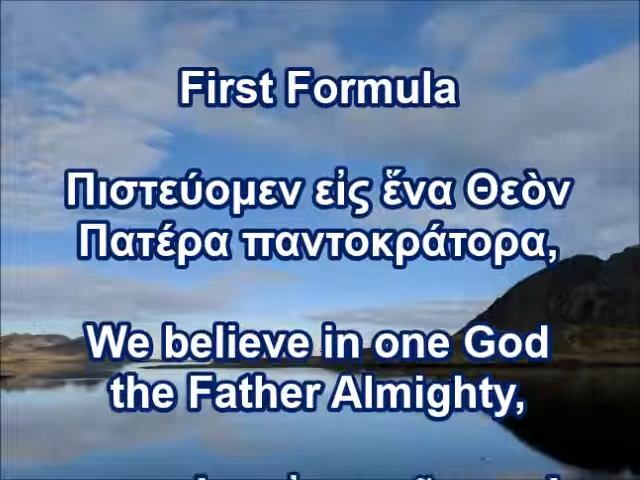 First Formula
Πιστεύομεν εἰς ἕνα Θεὸν
Πατέρα παντοκράτορα,
We believe in one God
the Father Almighty,